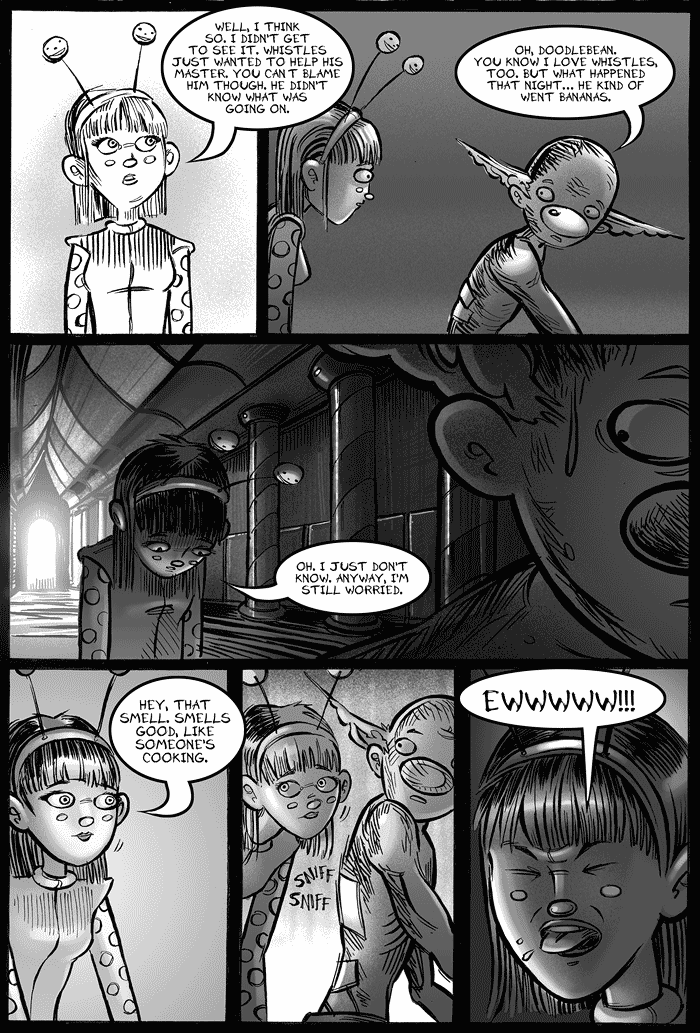 WELL, I THINK
SO. I DIDN'T GET
TO SEE IT. WHISTLES
JUST WANTED TO HELP HIS
MASTER. YOU CAN'T BLAME
HIM THOUGH. HE DIDN'T
KNOW WHAT WAS
GOING ON.
OH, DOODLEBEAN.
YOU KNOW I LOVE WHISTLES,
TOO. BUT WHAT HAPPENED
THAT NIGHT... HE KIND OF
WENT BANANAS.
OH. I JUST DON'T
KNOW. ANYWAY, I'M
STILL WORRIED.
HEY, THAT
SMELL. SMELLS
GOOD, LIKE
SOMEONE'S
COOKING.
SNIFF
SNIFF
EWWWWW!!!